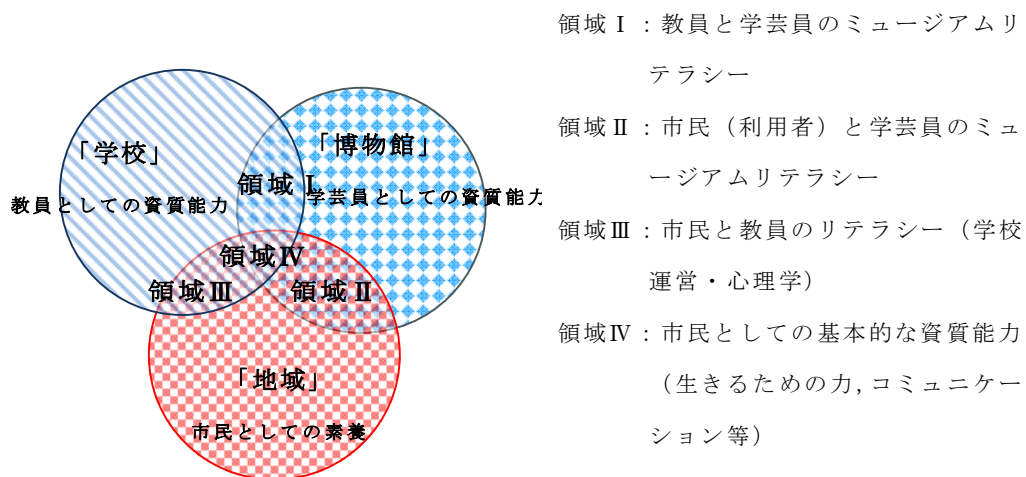 「学校」
「博物館」
領域Ⅰ
教員としての資質能力
学芸員としての資質能力
領域Ⅳ
領域Ⅲ
領域Ⅱ
「地域」
市民としての素養
領域Ⅰ：教員と学芸員のミュージアムリ
テラシー
領域Ⅱ：市民（利用者）と学芸員のミュ
ージアムリテラシー
領域Ⅲ：市民と教員のリテラシー（学校
運営・心理学）
領域Ⅳ：市民としての基本的な資質能力
（生きるための力,コミュニケー
ション等）